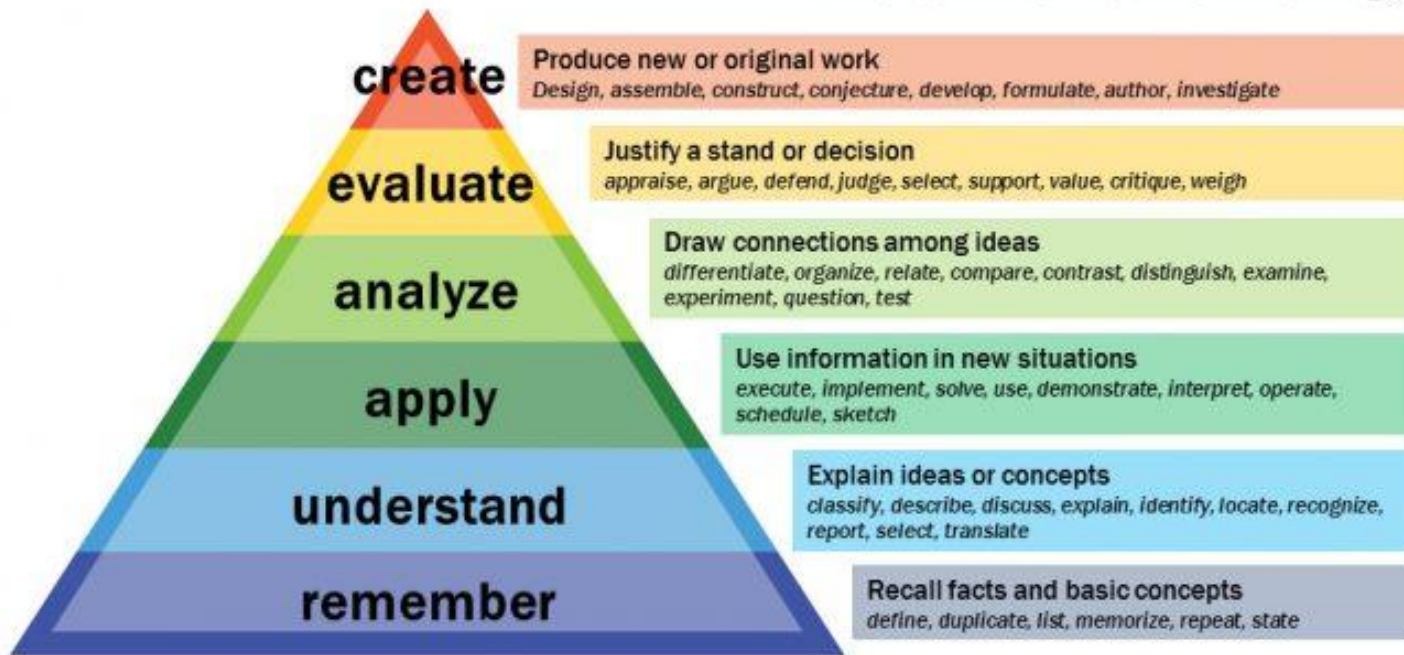 create
Produce new or original work
Design, assemble, construct, conjecture, develop, formulate, author, investigate
evaluate
Justify a stand or decision
appraise, argue, defend, judge, select, support, value, critique, weigh
analyze
Draw connections among ideas
differentiate, organize, relate, compare, contrast, distinguish, examine,
experiment, question, test
apply
Use information in new situations
execute, implement, solve, use, demonstrate, interpret, operate,
schedule, sketch
understand
Explain ideas or concepts
classify, describe, discuss, explain, identify, locate, recognize,
report, select, translate
remember
Recall facts and basic concepts
define, duplicate, list, memorize, repeat, state